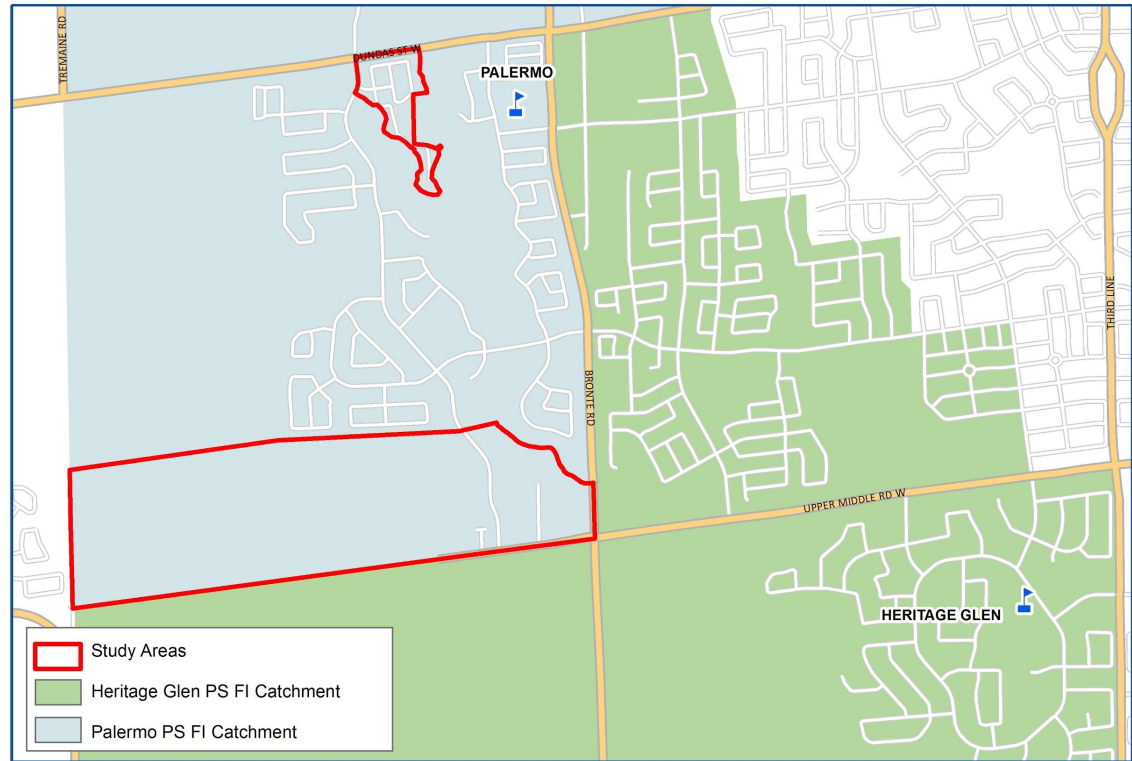 TREMAINE RD
DUNDAS ST W
PALERMO
BRONTE RD
THIRD LINE
UPPER MIDDLE RD W
HERITAGE GLEN
Study Areas
Heritage Glen PS FI Catchment
Palermo PS FI Catchment